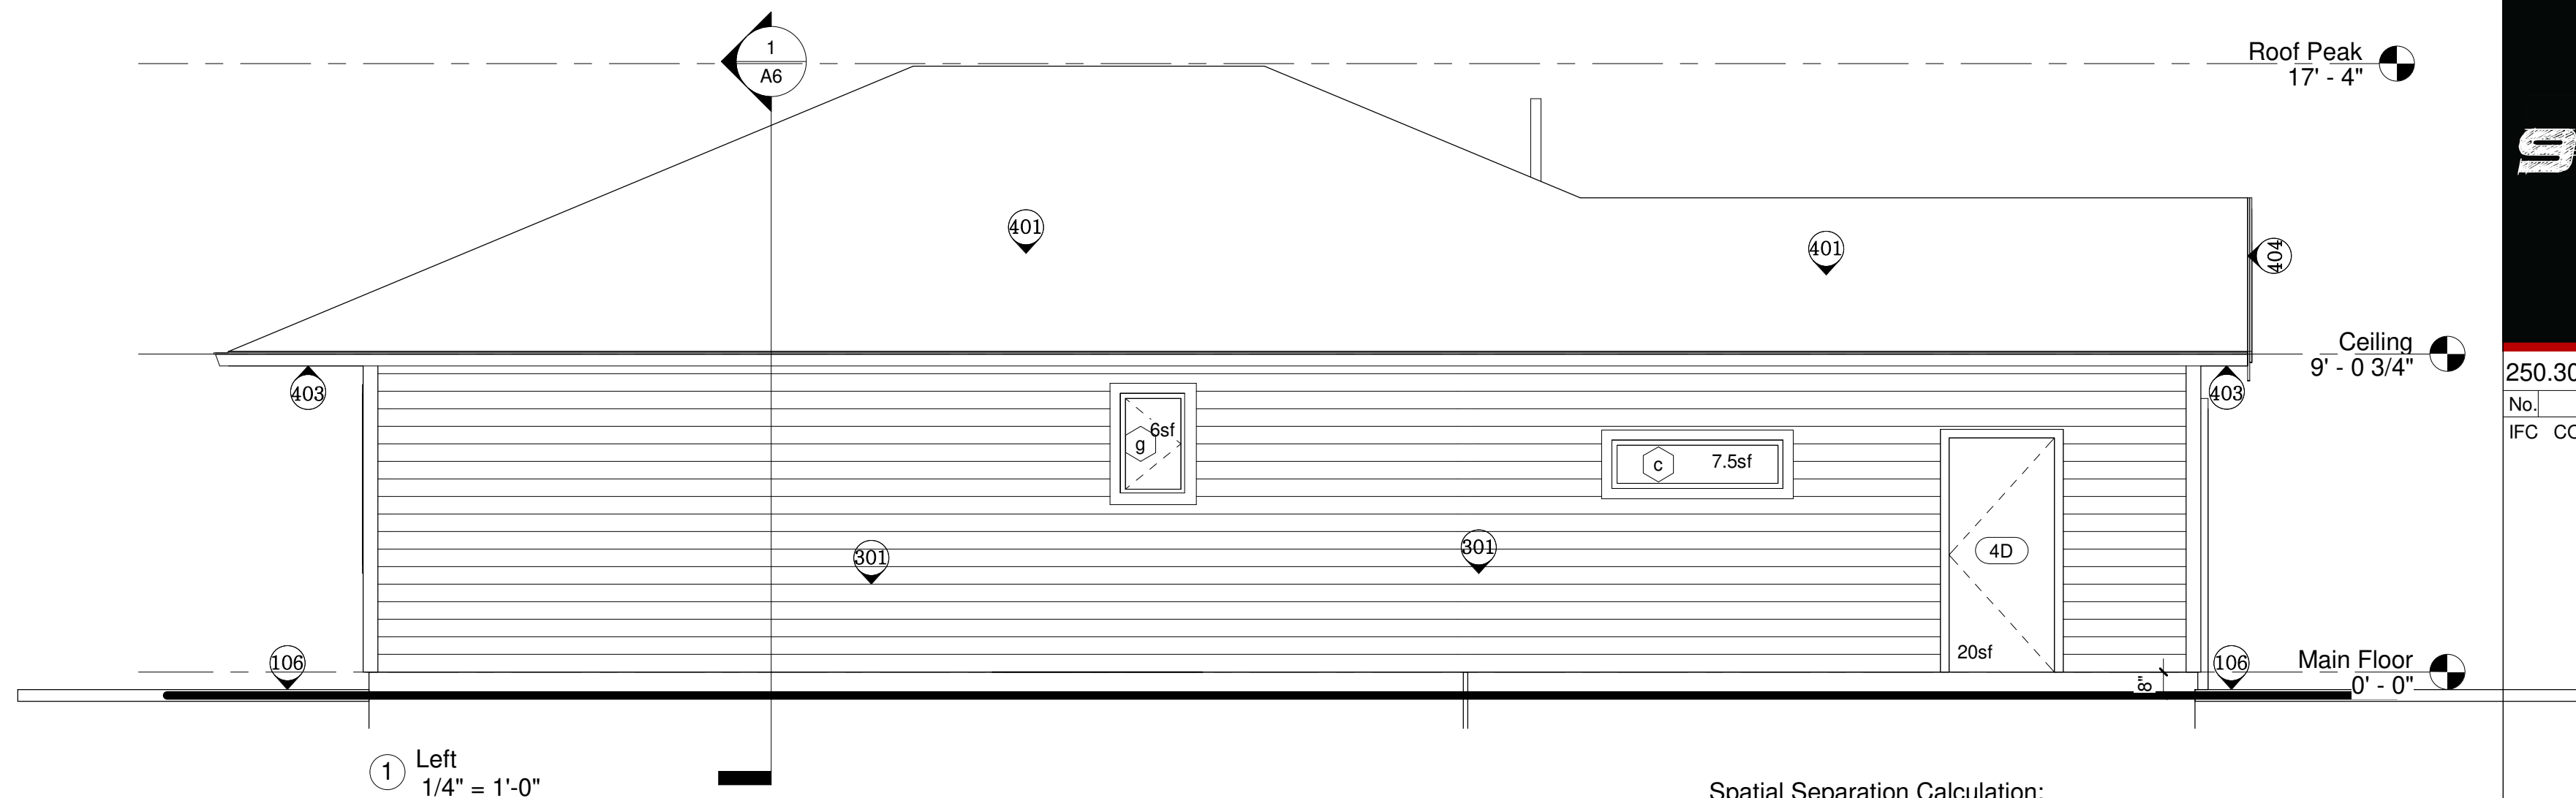 1
A6
Roof Peak
17' - 4"
401
401
404
Ceiling
9' - 0 3/4"
250.30
No.
IFC
403
403
6sf
g
c
7.5sf
301
301
4D
20sf
106
106
Main Floor
0' - 0"
8"
1
Left
1/4" = 1'-0"
Spatial Separation Calculation: